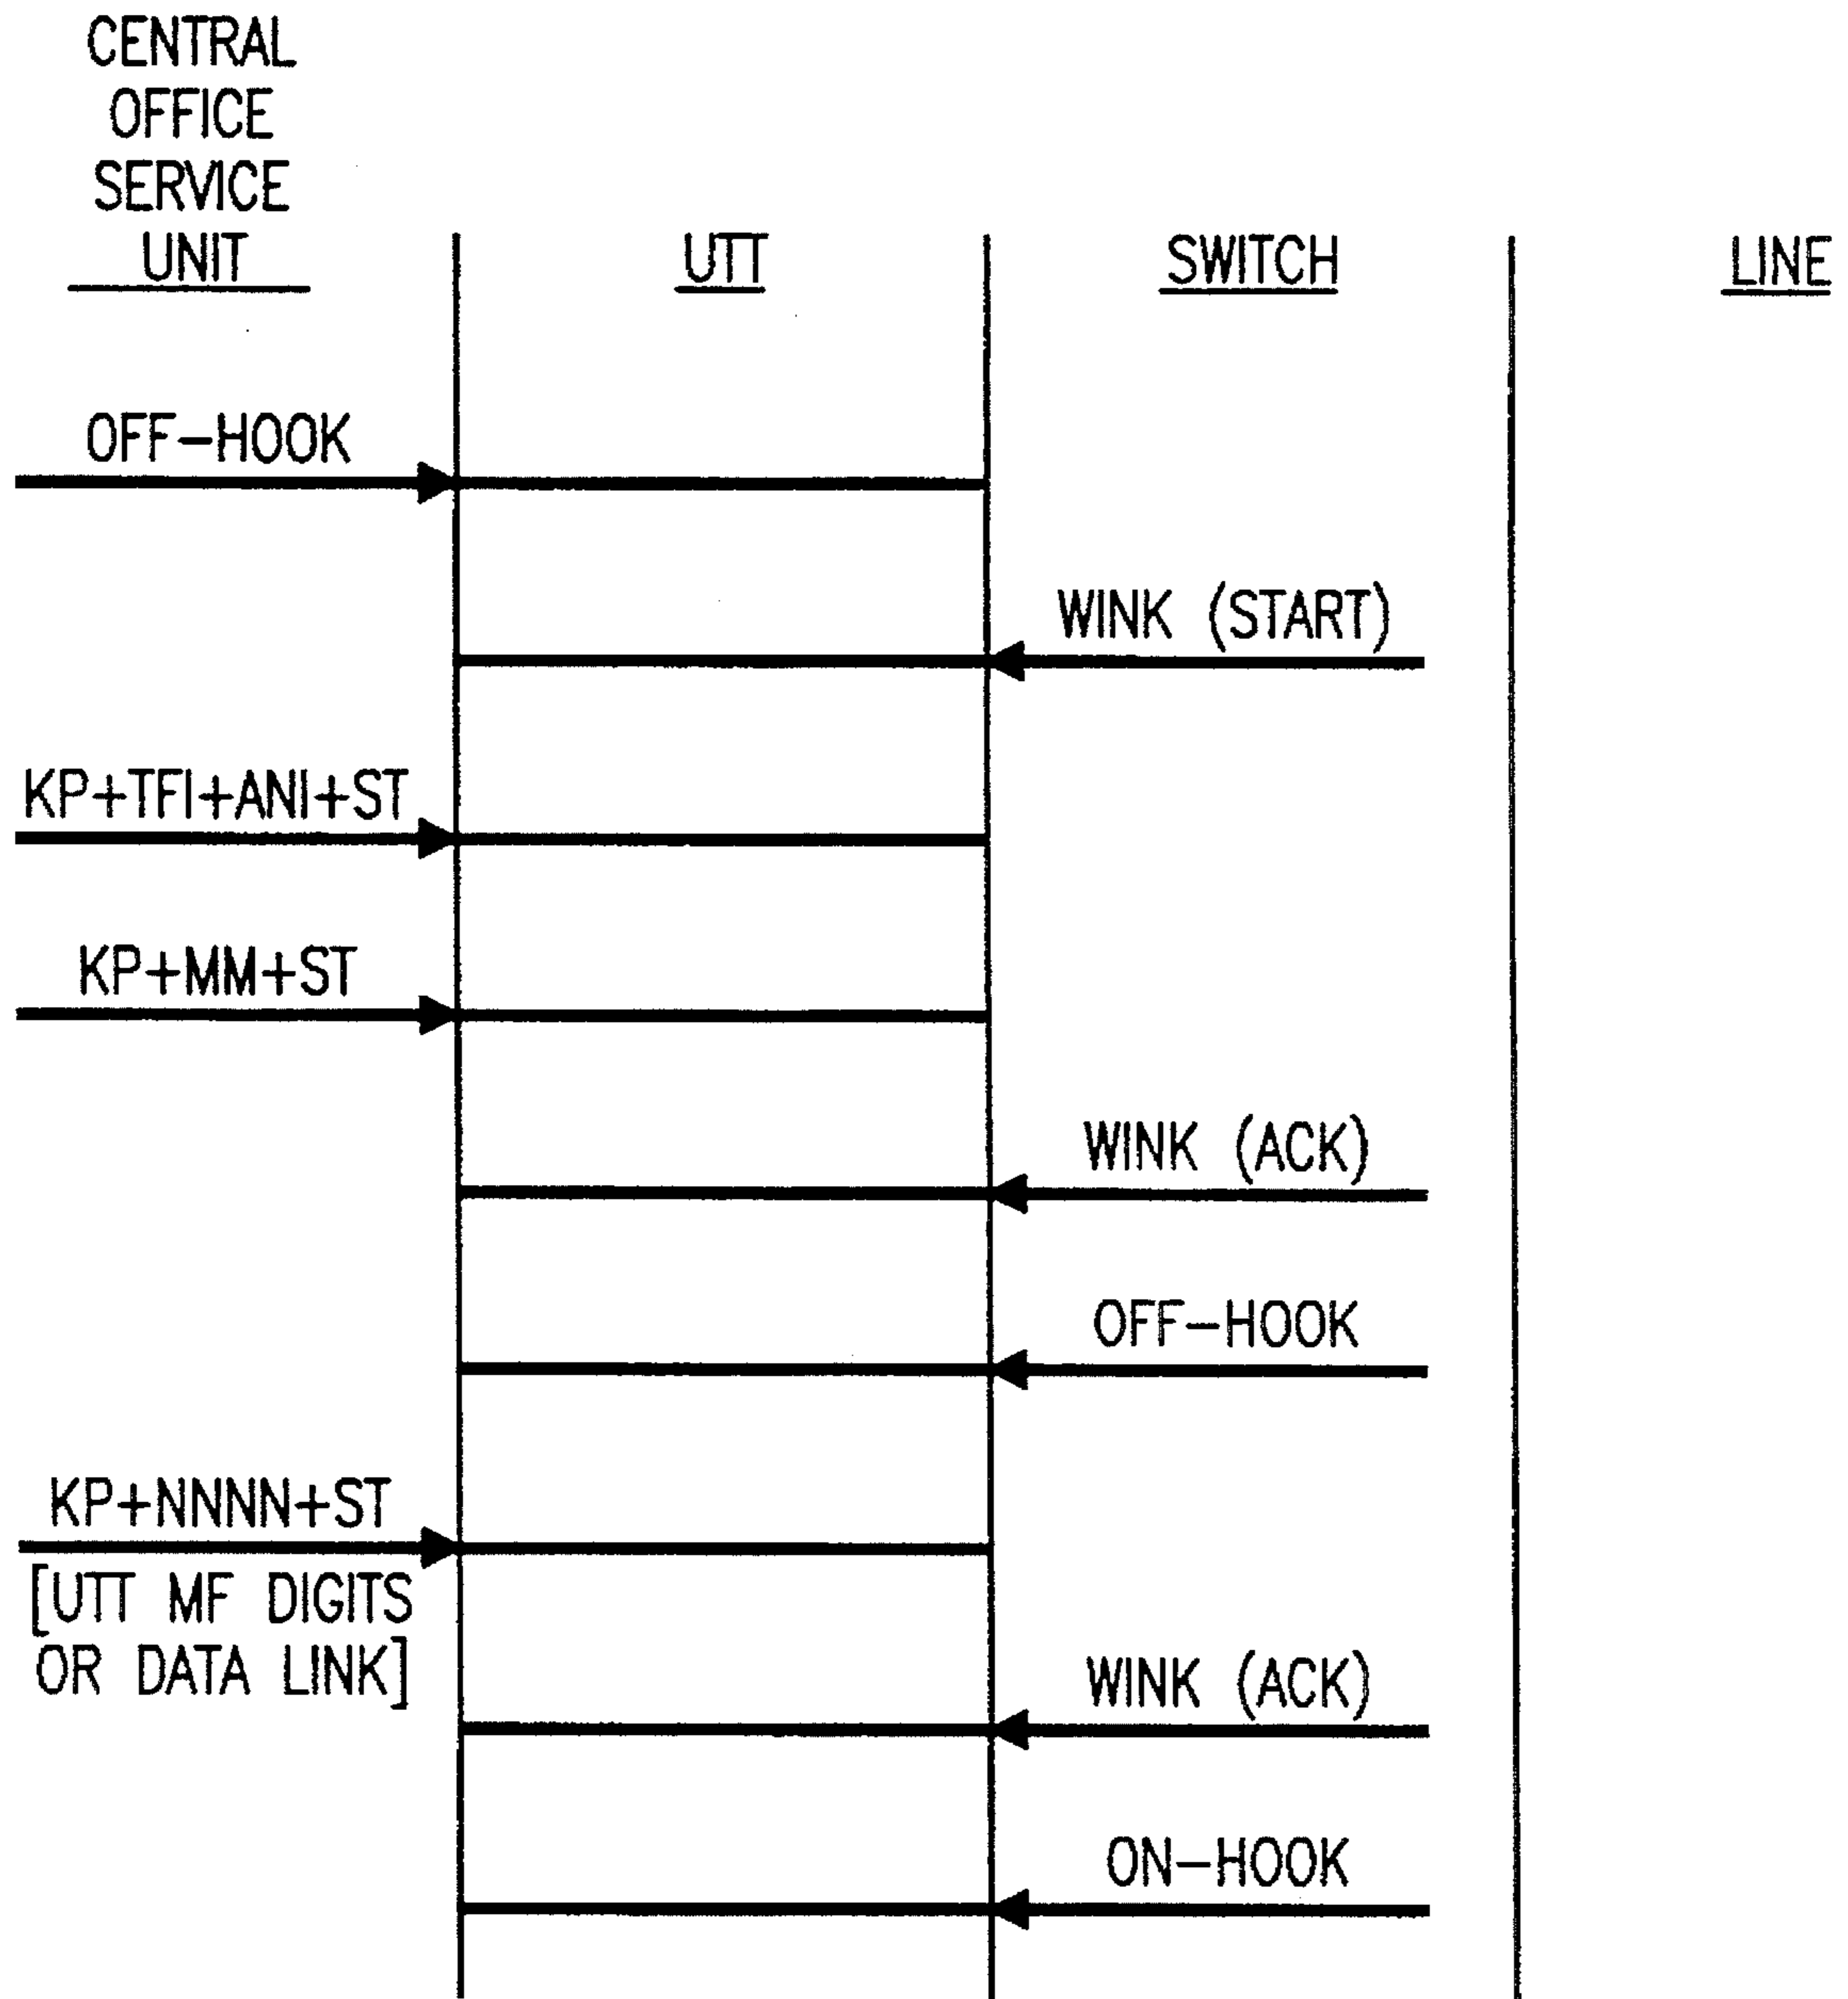 CENTRAL
OFFICE
SERVICE
UNIT
UTT
SWITCH
LINE
OFF-HOOK
WINK (START)
KP+TFI+ANI+ST
KP+MM+ST
WINK (ACK)
OFF-HOOK
KP+NNNN+ST
[UTT MF DIGITS
OR DATA LINK]
WINK (ACK)
ON-HOOK